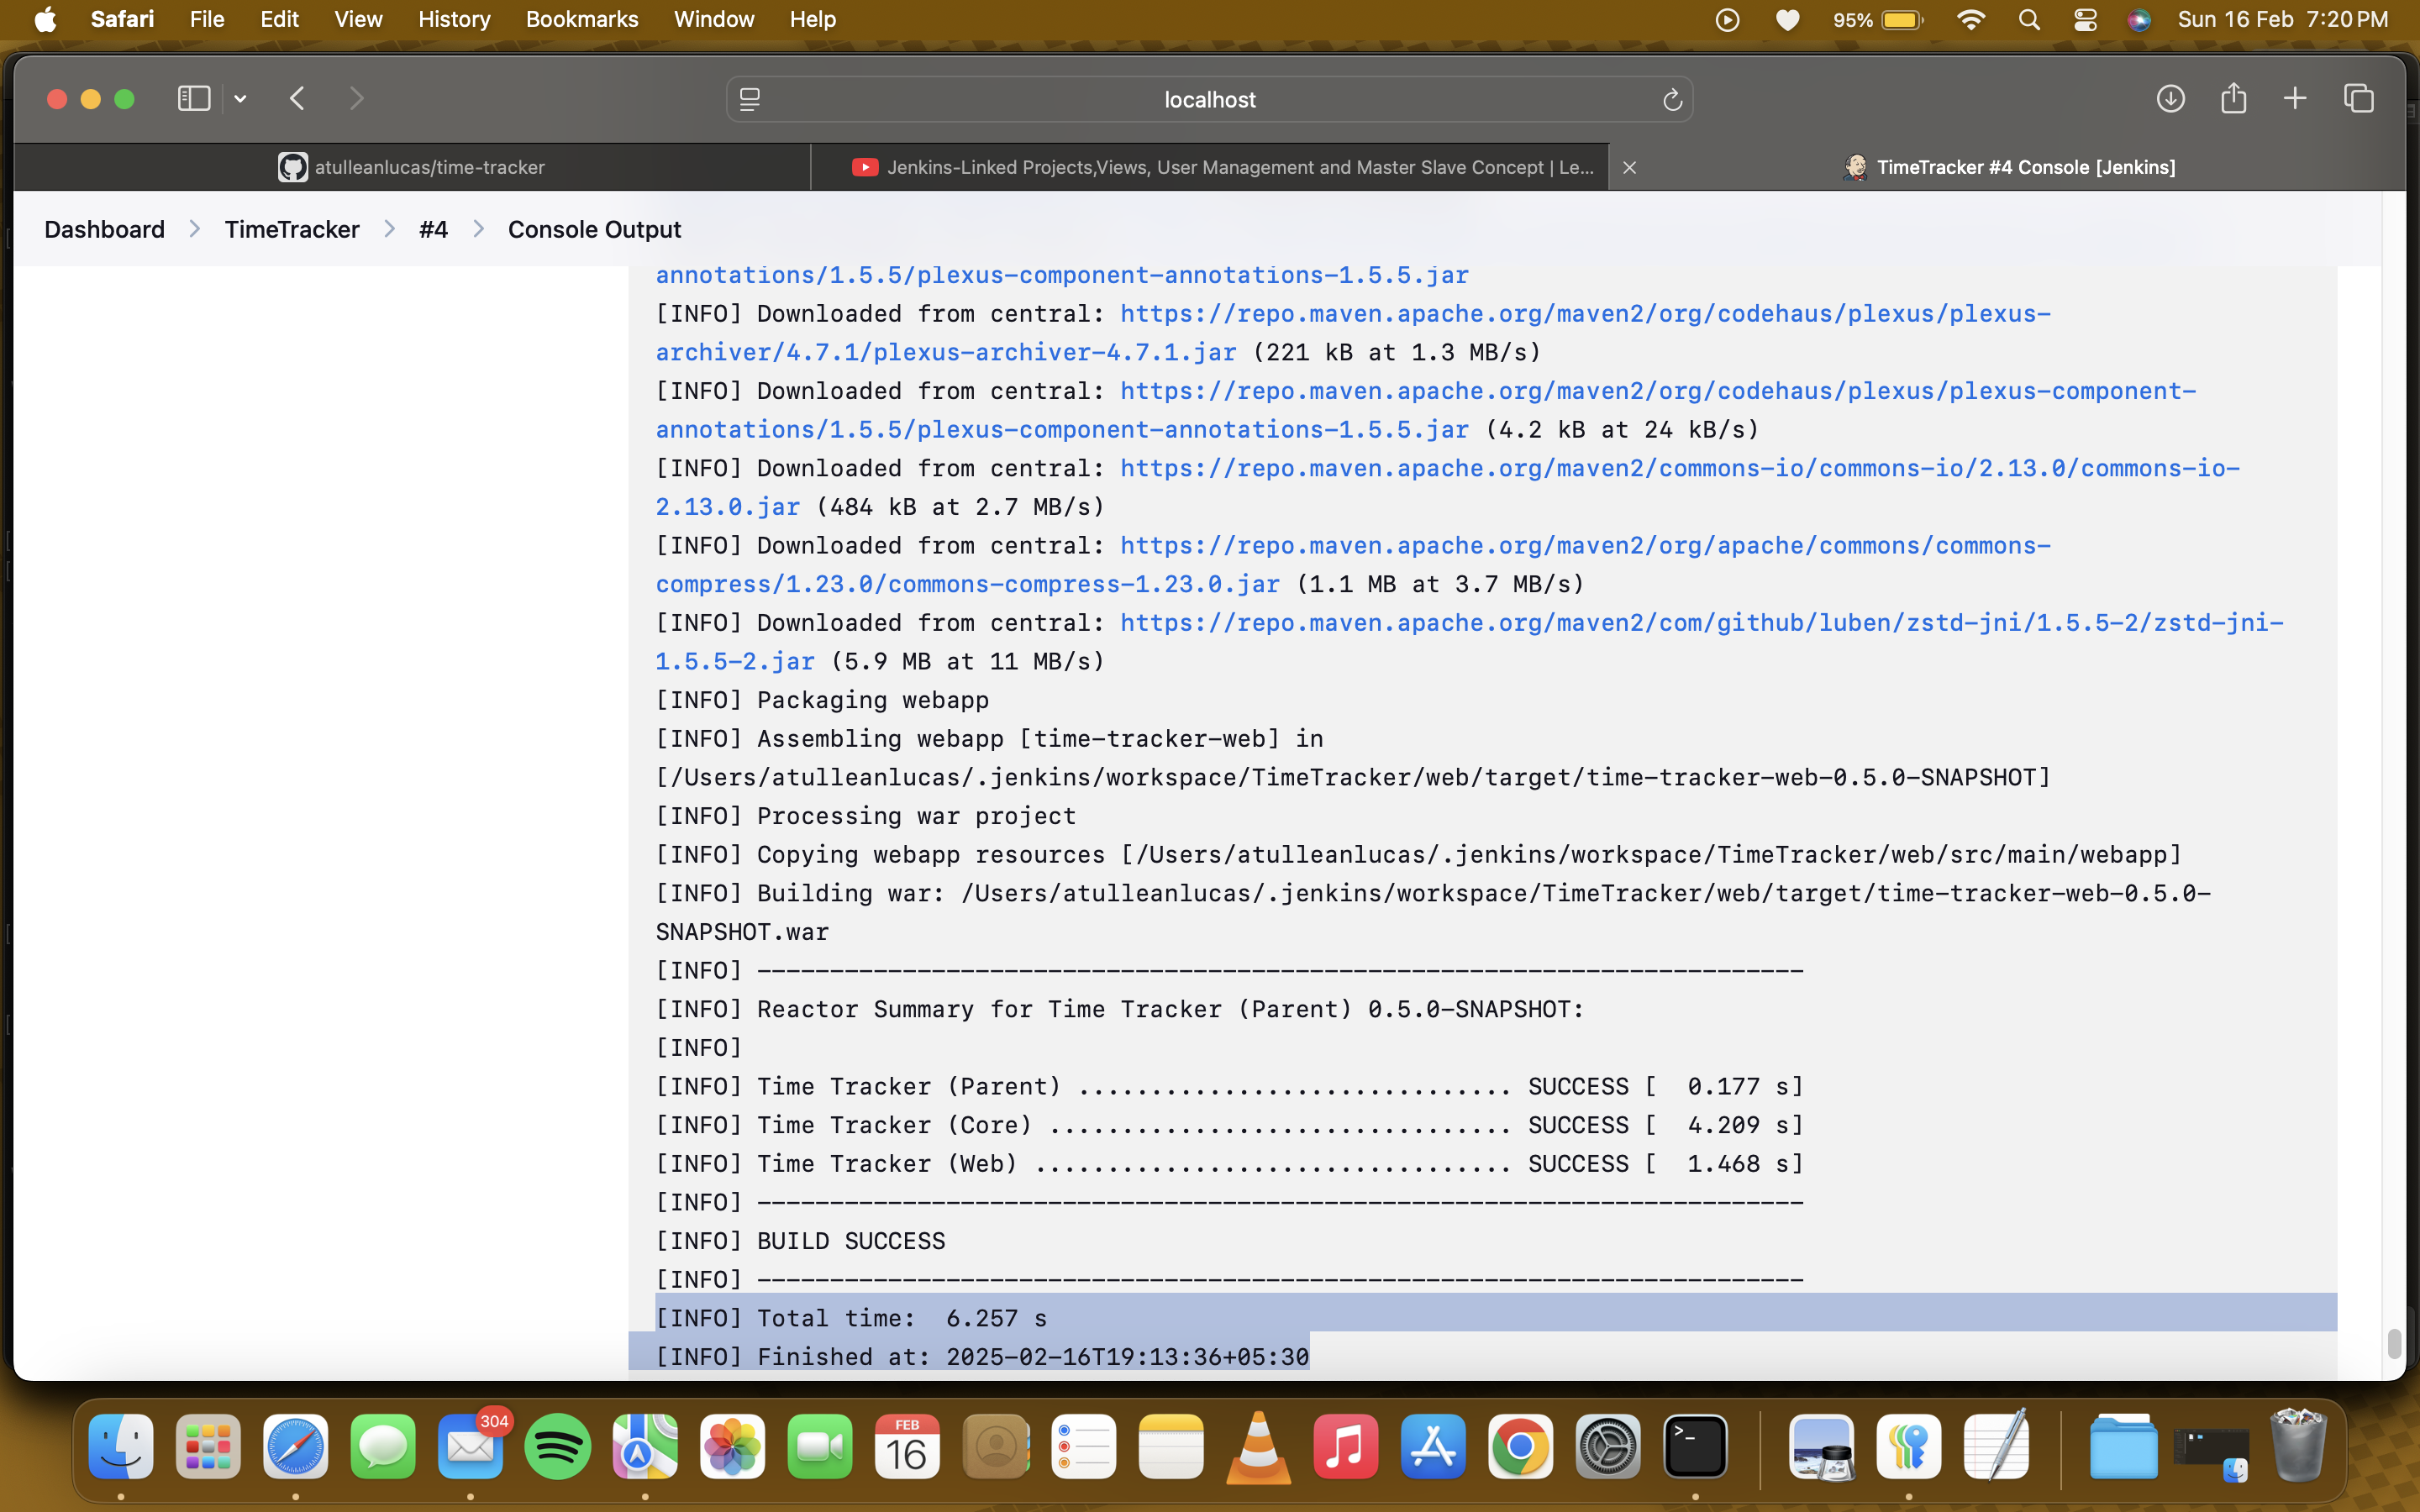 Safari File Edit View History Bookmarks Window Help 95% Sun 16 Feb 7:20 PM
localhost
atulleanlucas/time-tracker
Jenkins-Linked Projects,Views, User Management and Master Slave Concept | Le...
TimeTracker #4 Console [Jenkins]
Dashboard > TimeTracker > #4 > Console Output
annotations/1.5.5/plexus-component-annotations-1.5.5.jar
[INFO] Downloaded from central: https://repo.maven.apache.org/maven2/org/codehaus/plexus/plexus-
archiver/4.7.1/plexus-archiver-4.7.1.jar (221 kB at 1.3 MB/s)
[INFO] Downloaded from central: https://repo.maven.apache.org/maven2/org/codehaus/plexus/plexus-component-
annotations/1.5.5/plexus-component-annotations-1.5.5.jar (4.2 kB at 24 kB/s)
[INFO] Downloaded from central: https://repo.maven.apache.org/maven2/commons-io/commons-io/2.13.0/commons-io-
2.13.0.jar (484 kB at 2.7 MB/s)
[INFO] Downloaded from central: https://repo.maven.apache.org/maven2/org/apache/commons/commons-
compress/1.23.0/commons-compress-1.23.0.jar (1.1 MB at 3.7 MB/s)
[INFO] Downloaded from central: https://repo.maven.apache.org/maven2/com/github/luben/zstd-jni/1.5.5-2/zstd-jni-
1.5.5-2.jar (5.9 MB at 11 MB/s)
[INFO] Packaging webapp
[INFO] Assembling webapp [time-tracker-web] in
[/Users/atulleanlucas/.jenkins/workspace/TimeTracker/web/target/time-tracker-web-0.5.0-SNAPSHOT]
[INFO] Processing war project
[INFO] Copying webapp resources [/Users/atulleanlucas/.jenkins/workspace/TimeTracker/web/src/main/webapp]
[INFO] Building war: /Users/atulleanlucas/.jenkins/workspace/TimeTracker/web/target/time-tracker-web-0.5.0-
SNAPSHOT.war
[INFO] ------------------------------------------------------------------------
[INFO] Reactor Summary for Time Tracker (Parent) 0.5.0-SNAPSHOT:
[INFO]
[INFO] Time Tracker (Parent) .............................. SUCCESS [  0.177 s]
[INFO] Time Tracker (Core) ................................ SUCCESS [  4.209 s]
[INFO] Time Tracker (Web) ................................. SUCCESS [  1.468 s]
[INFO] ------------------------------------------------------------------------
[INFO] BUILD SUCCESS
[INFO] ------------------------------------------------------------------------
[INFO] Total time:  6.257 s
[INFO] Finished at: 2025-02-16T19:13:36+05:30
304
FEB
16